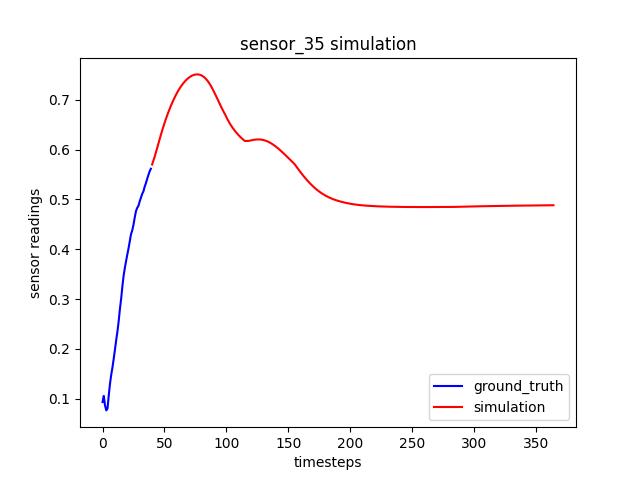 sensor_35 simulation
sensor readings
0.7
0.6
0.5
0.4
0.3
0.2
0.1
ground_truth
simulation
0 50 100 150 200 250 300 350
timesteps